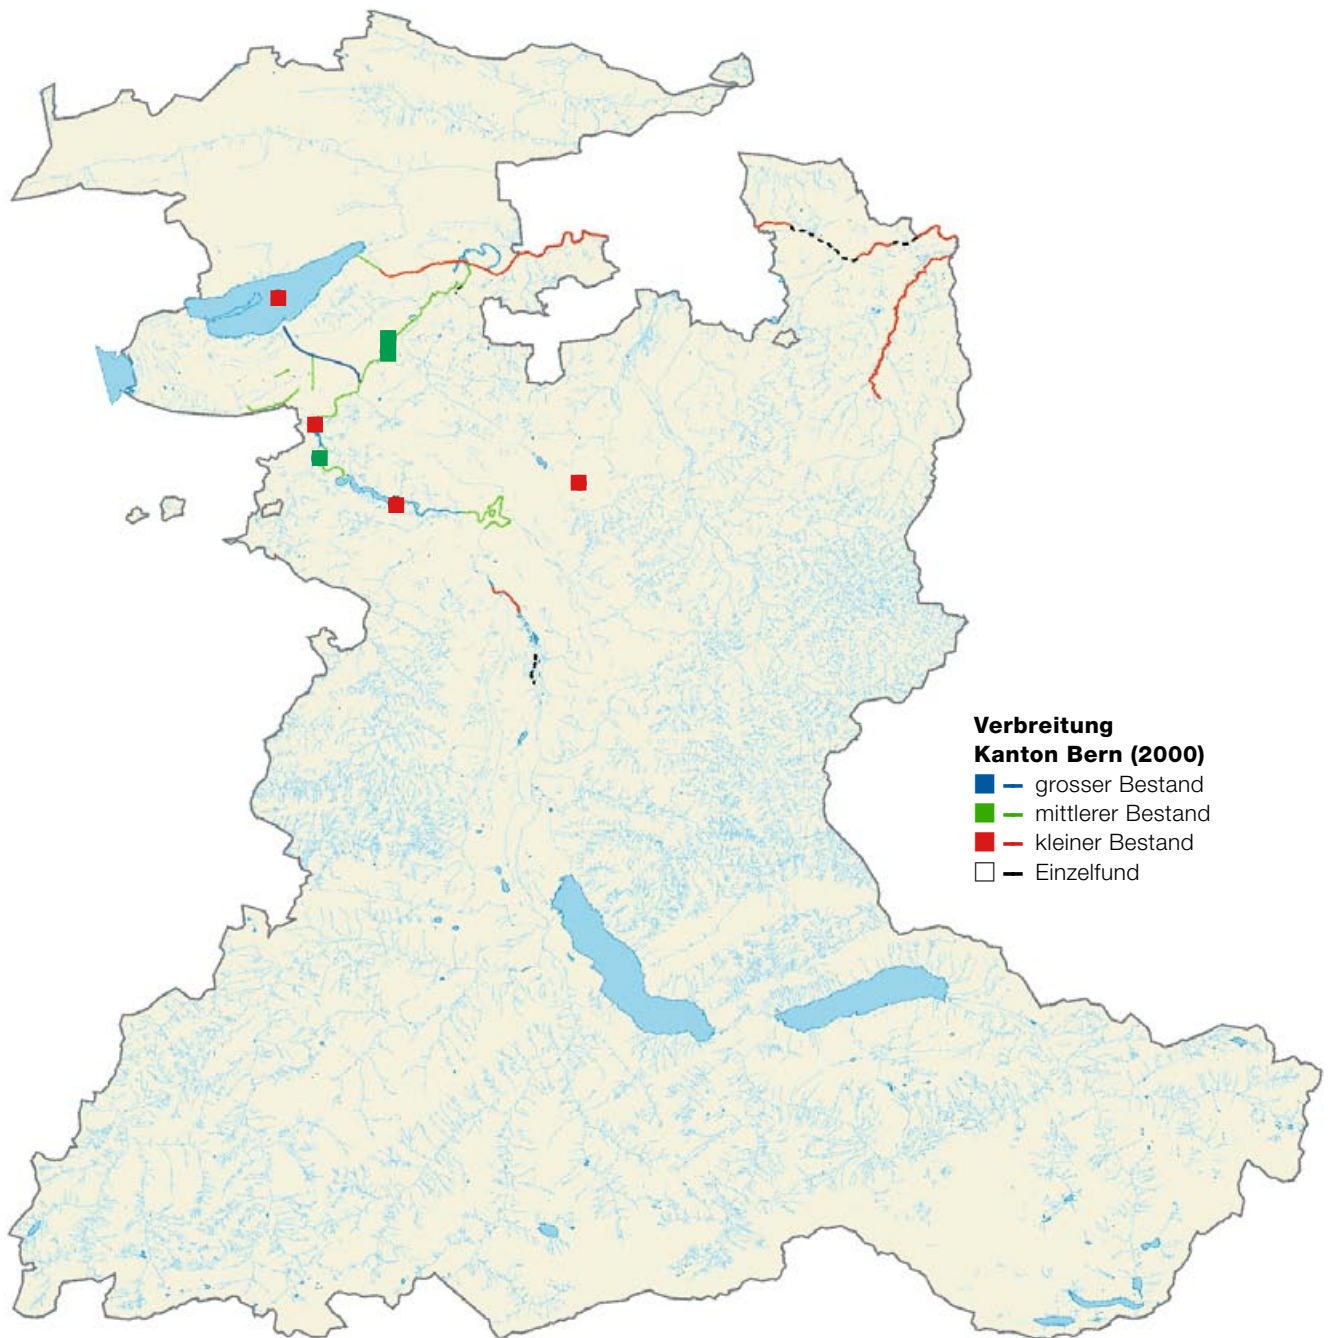 Verbreitung
Kanton Bern (2000)
grosser Bestand
mittlerer Bestand
kleiner Bestand
Einzelfund